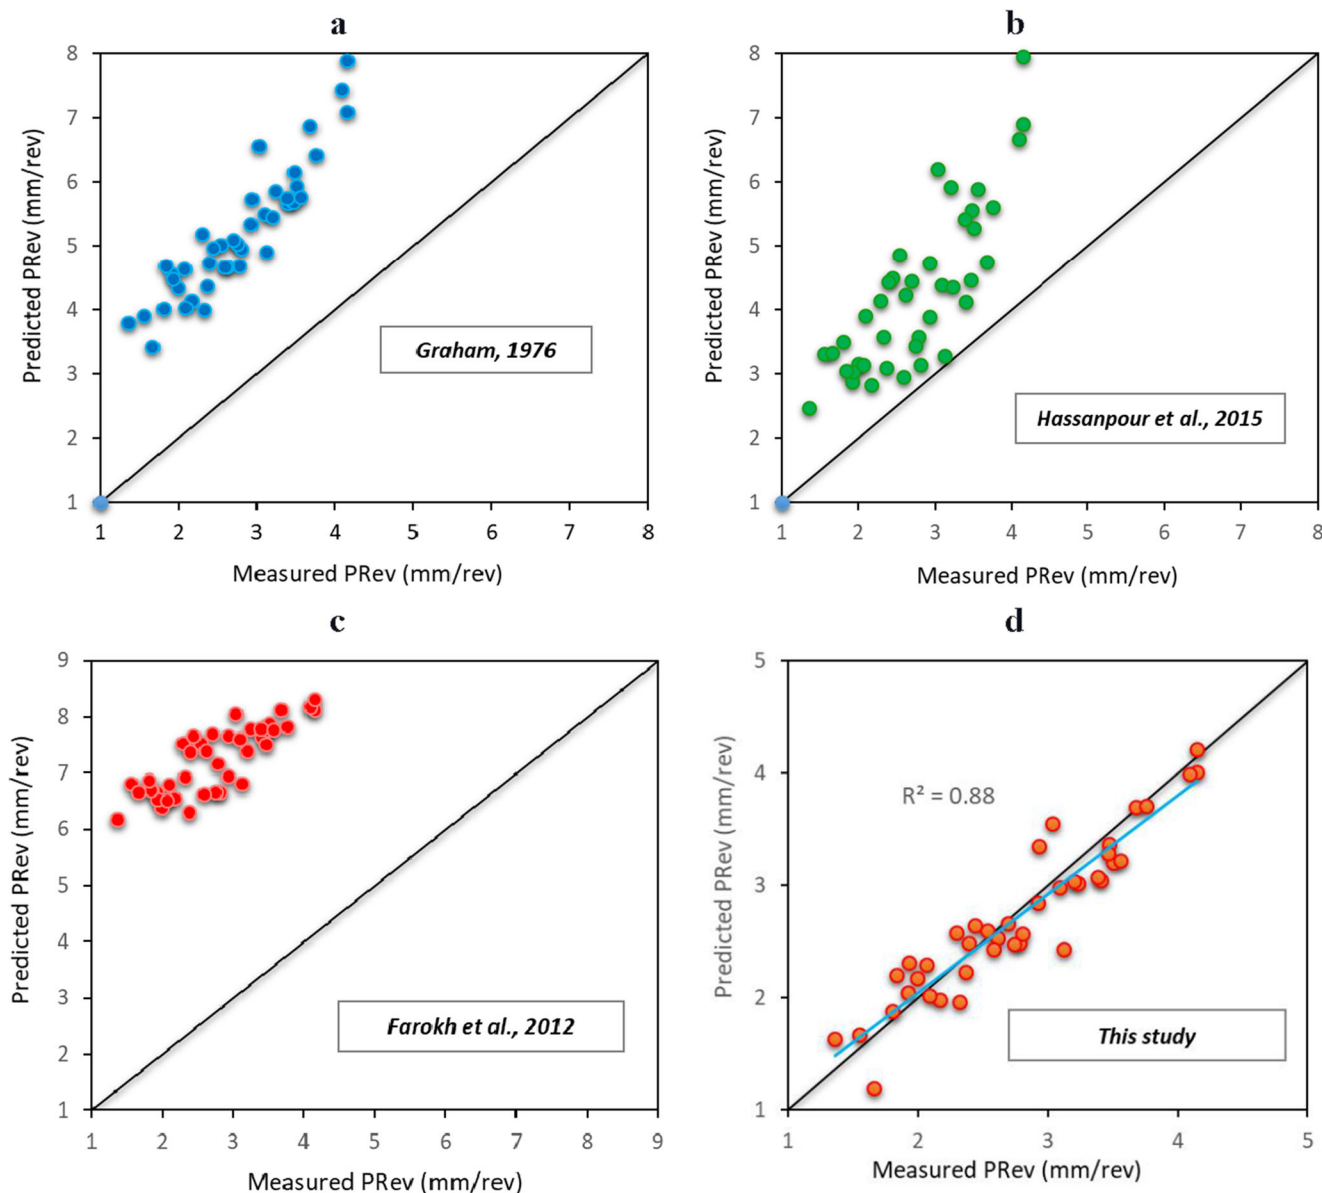 a
8
7
6
5
4
3
2
1
Predicted PRev (mm/rev)
Graham, 1976
1 2 3 4 5 6 7 8
Measured PRev (mm/rev)
b
8
7
6
5
4
3
2
1
Predicted PRev (mm/rev)
Hassanpour et al., 2015
1 2 3 4 5 6 7 8
Measured PRev (mm/rev)
c
9
8
7
6
5
4
3
2
1
Predicted PRev (mm/rev)
Farokh et al., 2012
1 2 3 4 5 6 7 8 9
Measured PRev (mm/rev)
d
5
4
3
2
1
Predicted PRev (mm/rev)
R² = 0.88
This study
1 2 3 4 5
Measured PRev (mm/rev)